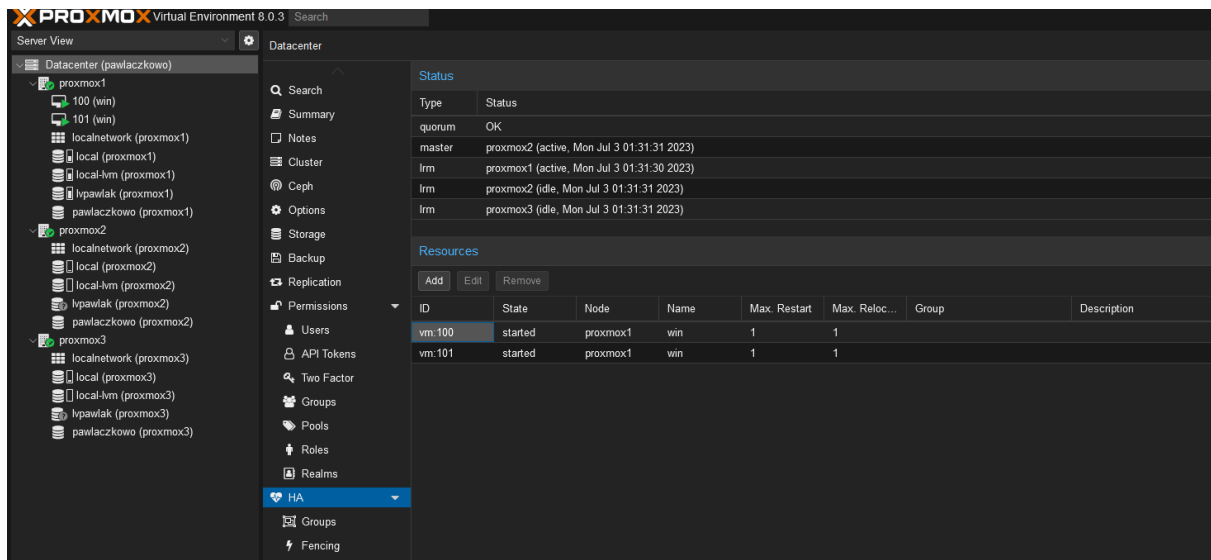 PROXMOX Virtual Environment 8.0.3 Search
Server View
Datacenter (pawlaczkowo)
proxmox1
100 (win)
101 (win)
localnetwork (proxmox1)
local (proxmox1)
local-lvm (proxmox1)
lvpawlak (proxmox1)
pawlaczkowo (proxmox1)
proxmox2
localnetwork (proxmox2)
local (proxmox2)
local-lvm (proxmox2)
lvpawlak (proxmox2)
pawlaczkowo (proxmox2)
proxmox3
localnetwork (proxmox3)
local (proxmox3)
local-lvm (proxmox3)
lvpawlak (proxmox3)
pawlaczkowo (proxmox3)
Datacenter
Search
Summary
Notes
Cluster
Ceph
Options
Storage
Backup
Replication
Permissions
Users
API Tokens
Two Factor
Groups
Pools
Roles
Realms
HA
Groups
Fencing
Status
Type Status
quorum OK
master proxmox2 (active, Mon Jul 3 01:31:31 2023)
lrm proxmox1 (active, Mon Jul 3 01:31:30 2023)
lrm proxmox2 (idle, Mon Jul 3 01:31:31 2023)
lrm proxmox3 (idle, Mon Jul 3 01:31:31 2023)
Resources
Add Edit Remove
ID State Node Name Max. Restart Max. Reloc... Group Description
vm:100 started proxmox1 win 1 1
vm:101 started proxmox1 win 1 1